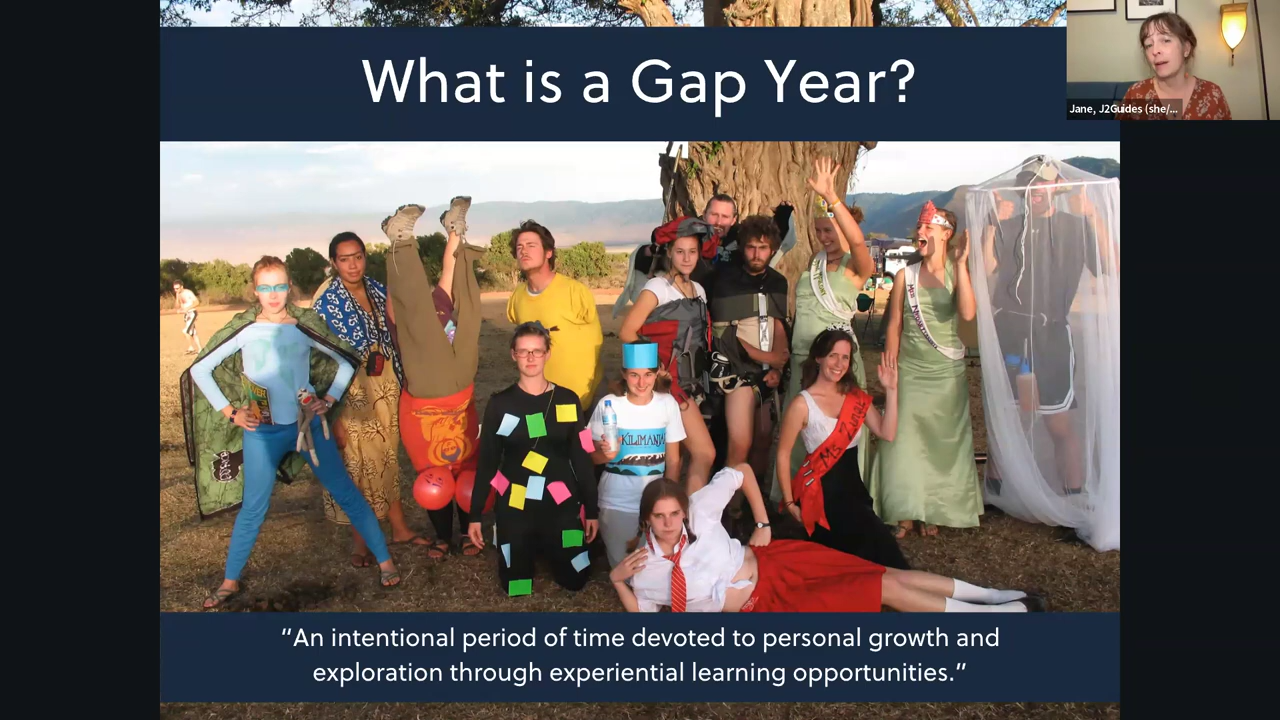 What is a Gap Year?
Jane, J2Guides (she/...
KILIMANJA
“An intentional period of time devoted to personal growth and
exploration through experiential learning opportunities.”